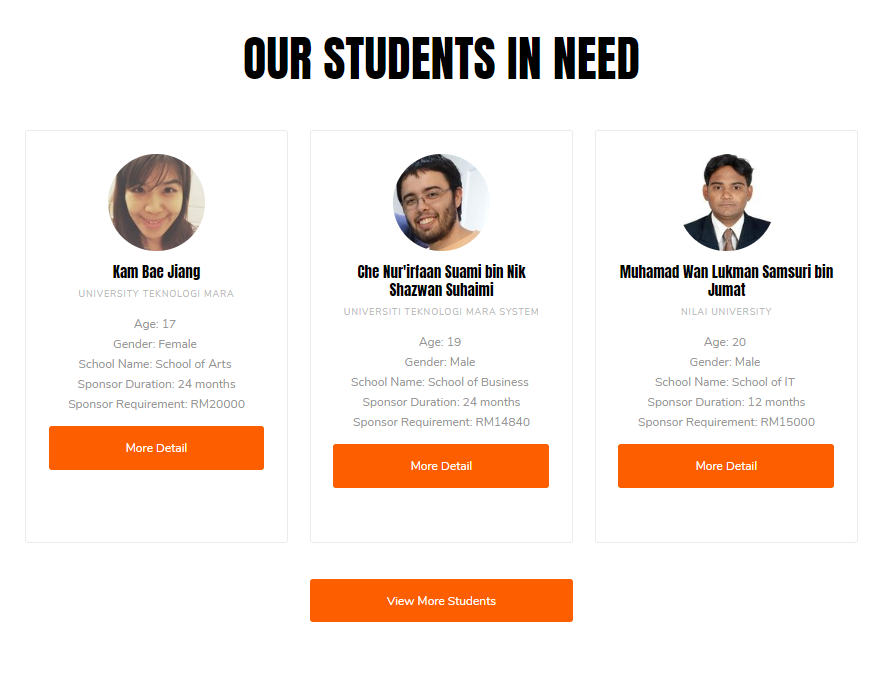 OUR STUDENTS IN NEED
Kam Bae Jiang
UNIVERSITY TEKNOLOGI MARA
Age: 17
Gender: Female
School Name: School of Arts
Sponsor Duration: 24 months
Sponsor Requirement: RM20000
More Detail
Che Nur'irfaan Suami bin Nik
Shazwan Suhaimi
UNIVERSITI TEKNOLOGI MARA SYSTEM
Age: 19
Gender: Male
School Name: School of Business
Sponsor Duration: 24 months
Sponsor Requirement: RM14840
More Detail
Muhamad Wan Lukman Samsuri bin
Jumat
NILAI UNIVERSITY
Age: 20
Gender: Male
School Name: School of IT
Sponsor Duration: 12 months
Sponsor Requirement: RM15000
More Detail
View More Students